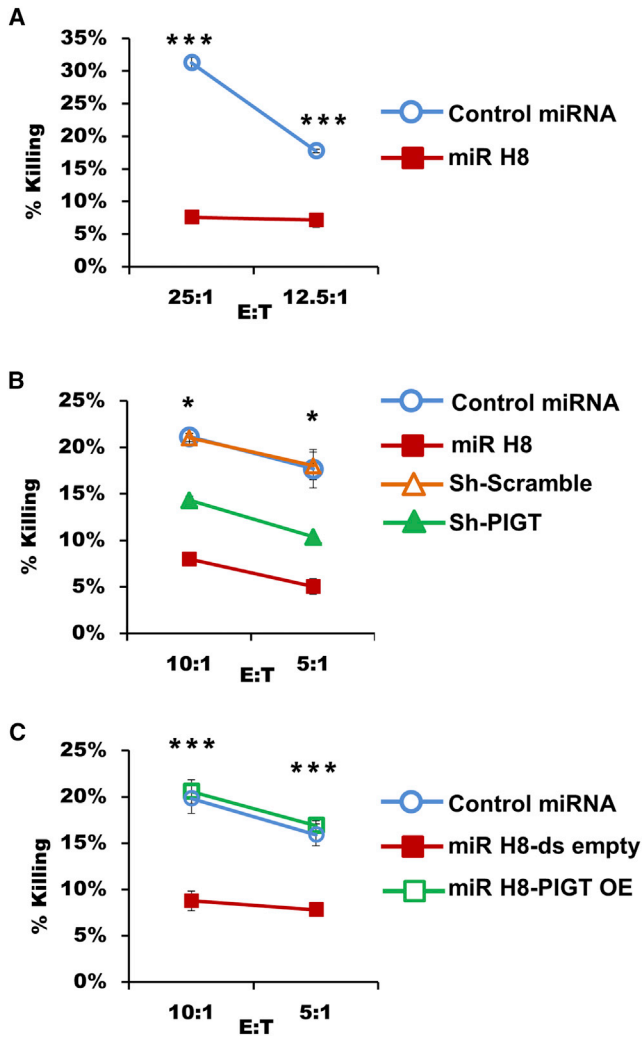 A
35%
30%
25%
20%
15%
10%
5%
0%
% Killing
***
***
25:1
12.5:1
E:T
Control miRNA
miR H8
B
25%
20%
15%
10%
5%
0%
% Killing
*
*
10:1
5:1
E:T
Control miRNA
miR H8
Sh-Scramble
Sh-PIGT
C
25%
20%
15%
10%
5%
0%
% Killing
***
***
10:1
5:1
E:T
Control miRNA
miR H8-ds empty
miR H8-PIGT OE